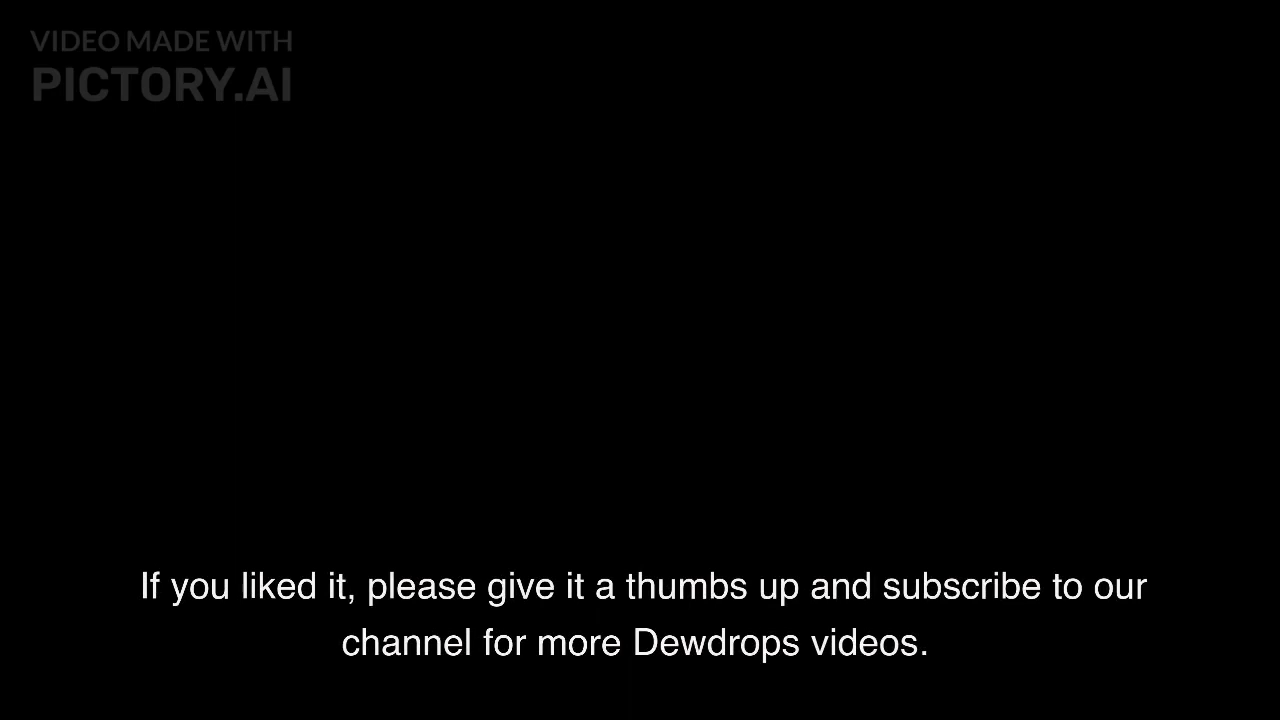 VIDEO MADE WITH
PICTORY.AI
If you liked it, please give it a thumbs up and subscribe to our
channel for more Dewdrops videos.